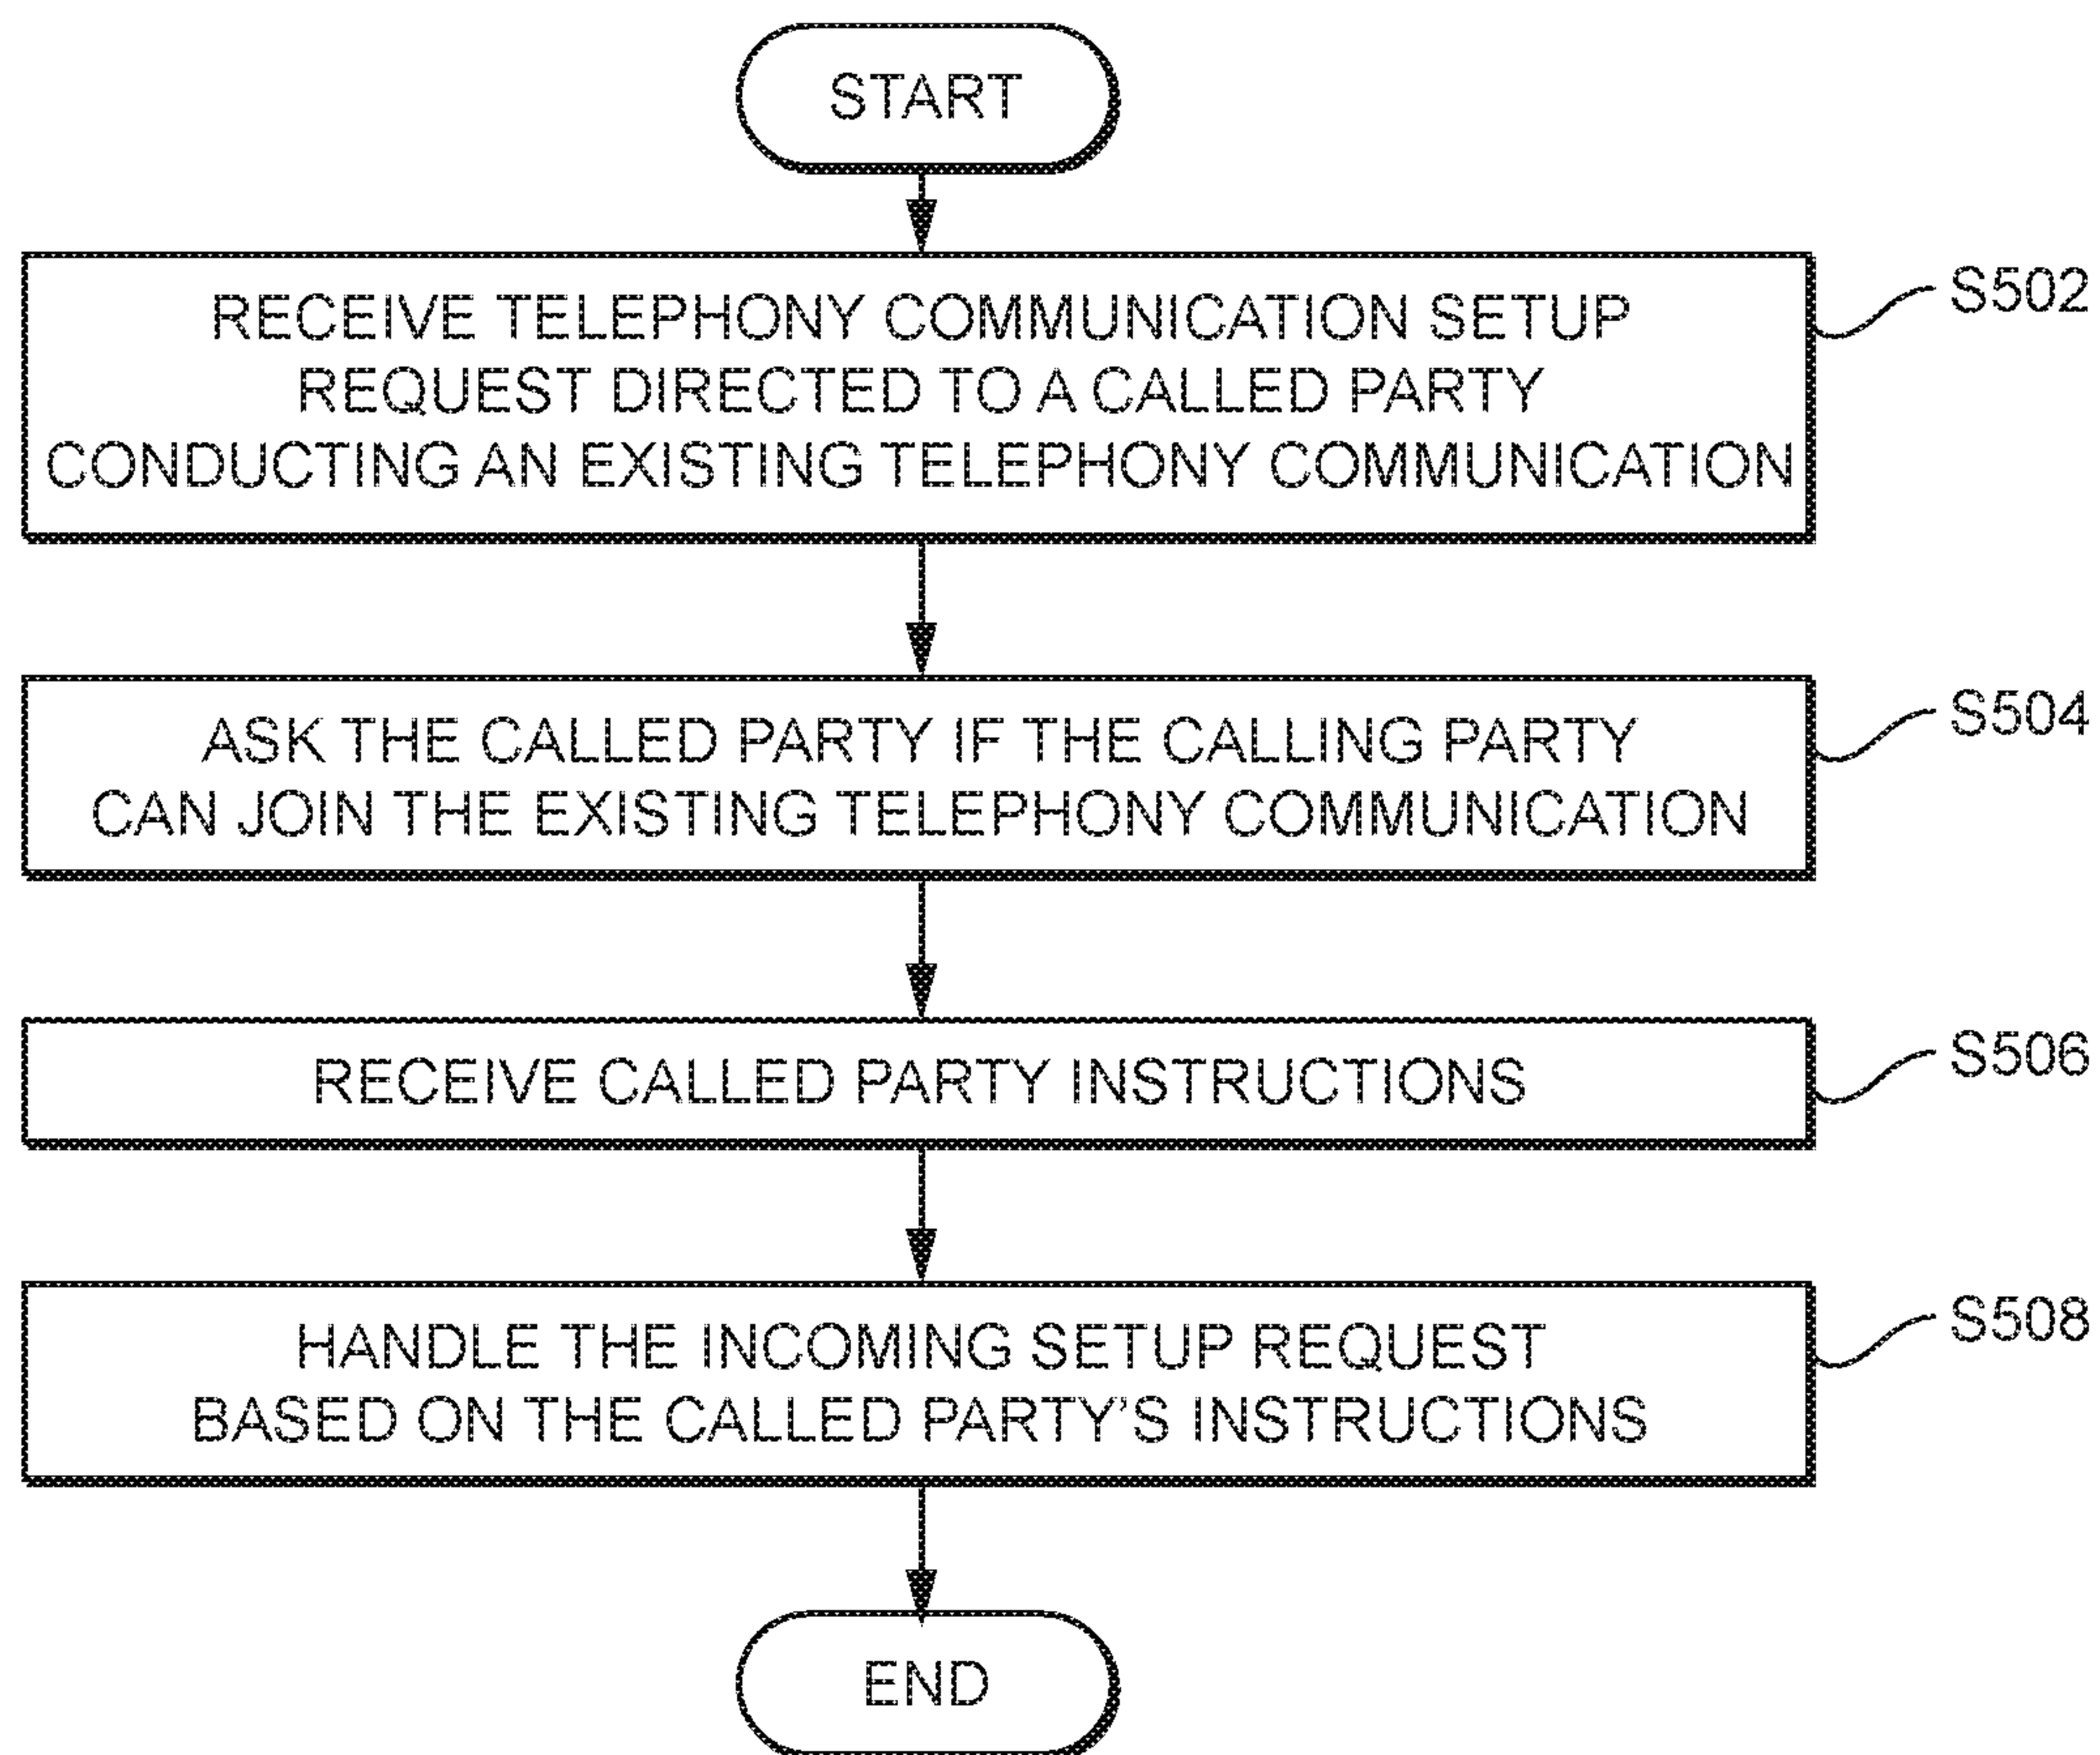 START
RECEIVE TELEPHONY COMMUNICATION SETUP
REQUEST DIRECTED TO A CALLED PARTY
CONDUCTING AN EXISTING TELEPHONY COMMUNICATION
S502
ASK THE CALLED PARTY IF THE CALLING PARTY
CAN JOIN THE EXISTING TELEPHONY COMMUNICATION
S504
RECEIVE CALLED PARTY INSTRUCTIONS
S506
HANDLE THE INCOMING SETUP REQUEST
BASED ON THE CALLED PARTY'S INSTRUCTIONS
S508
END